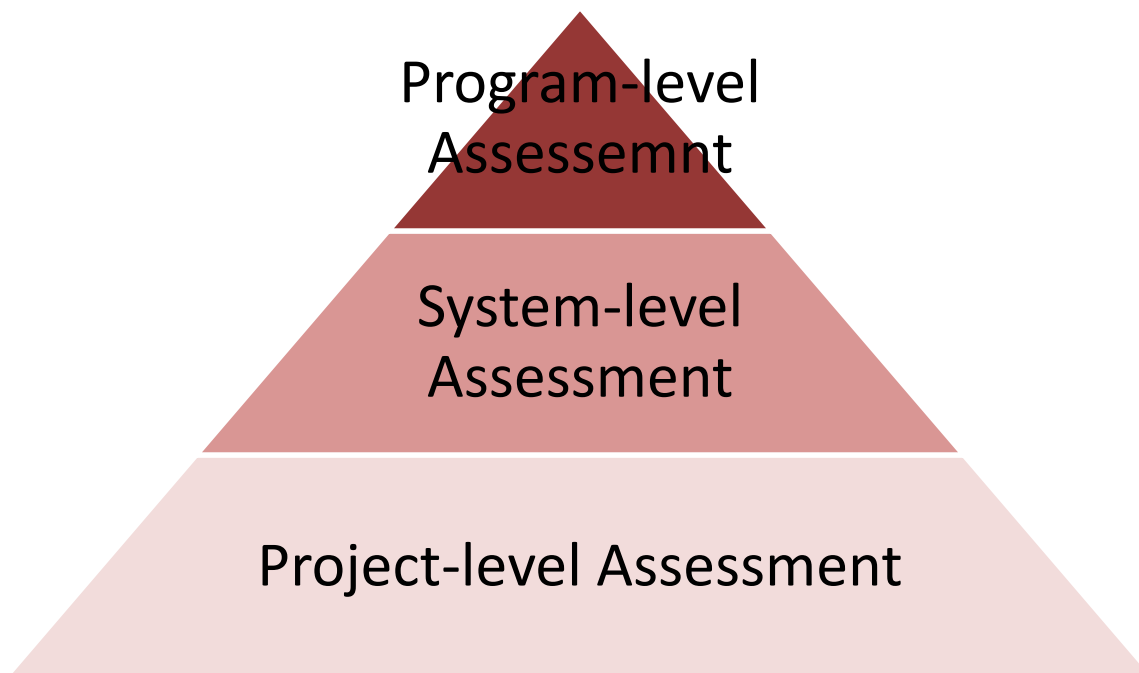 Program-level
Assessemnt
System-level
Assessment
Project-level Assessment